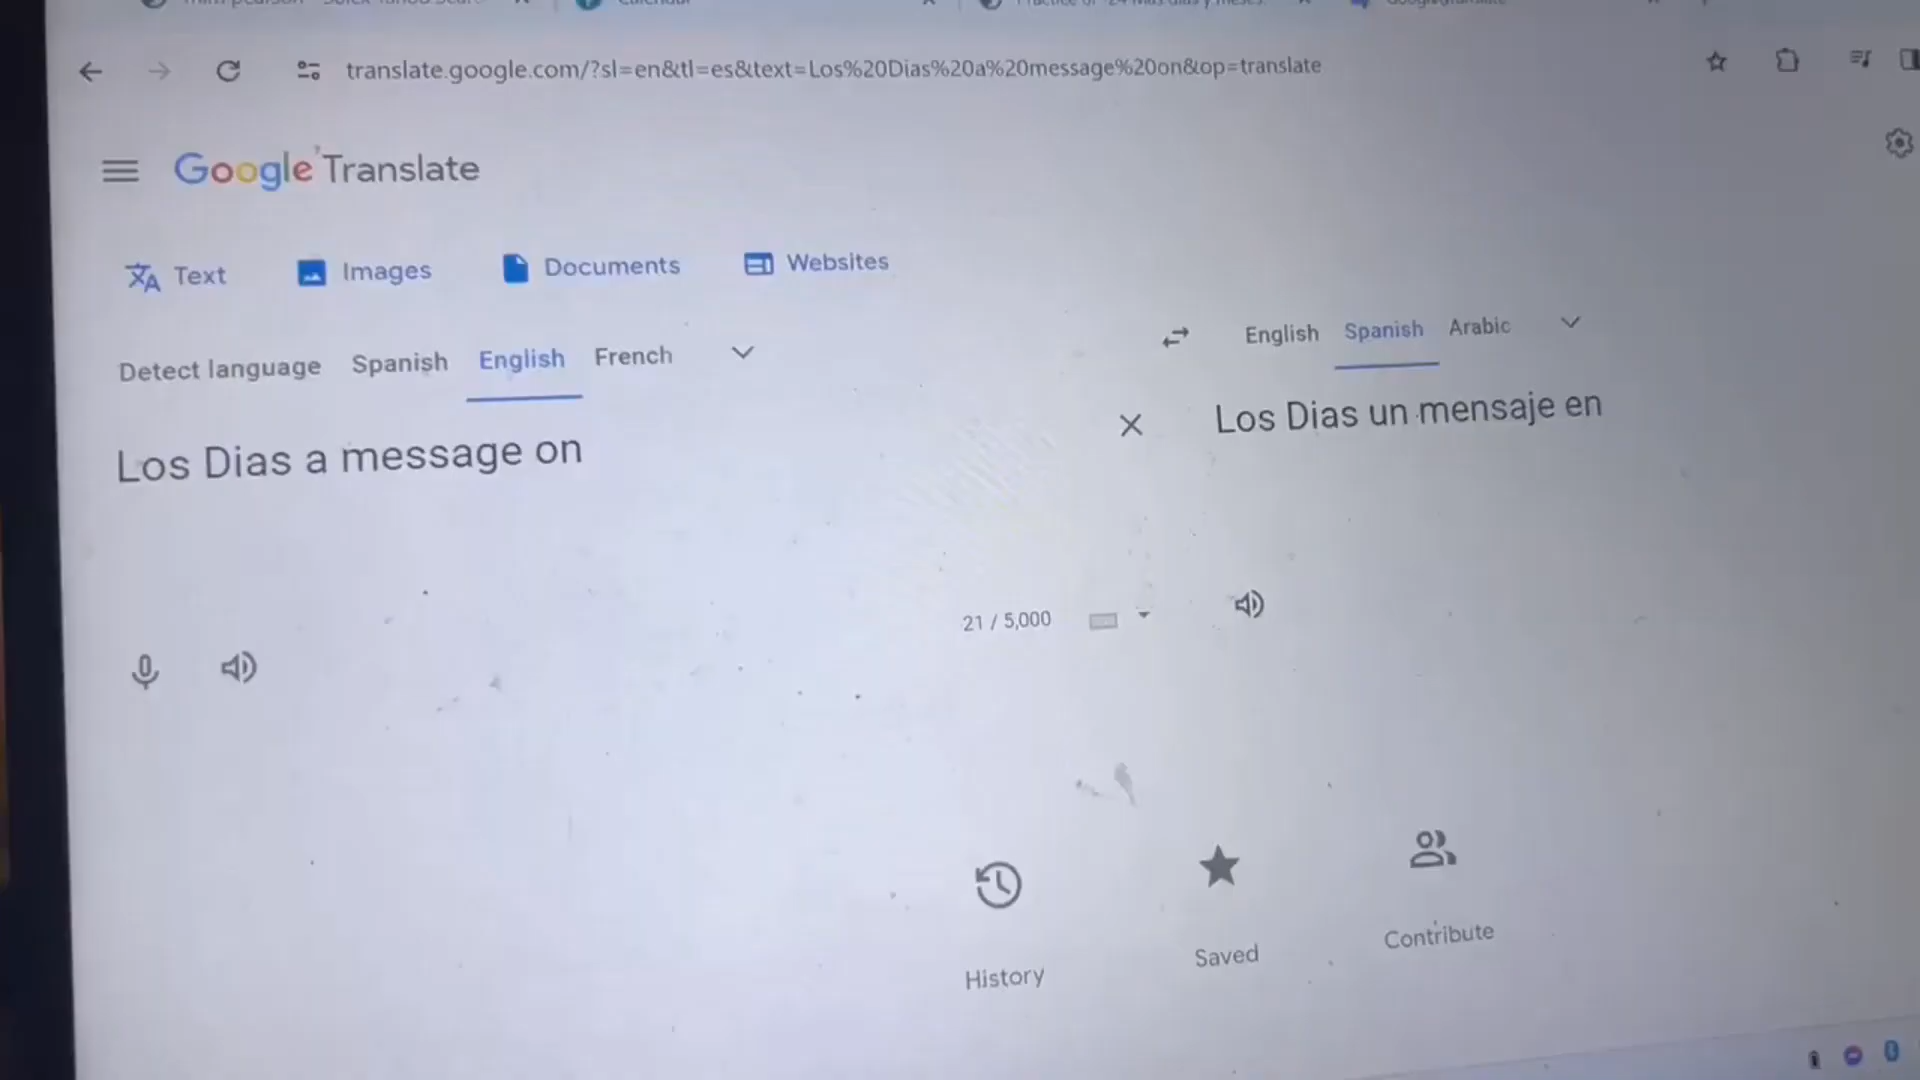 translate.google.com/?sl=en&tl=es&text=Los%20Dias%20a%20message%20on&op=translate
Google Translate
Text Images Documents Websites
Detect language Spanish English French
English Spanish Arabic
Los Dias a message on
Los Dias un mensaje en
21 / 5,000
History
Saved
Contribute